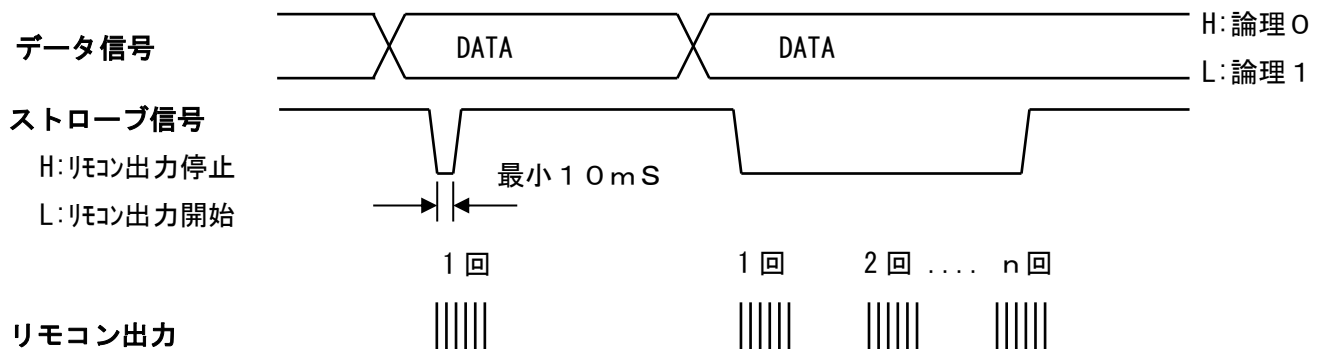 H:論理0
データ信号 DATA DATA
L:論理1
ストローブ信号
H:ﾘﾓｺﾝ出力停止
最小10mS
L:ﾘﾓｺﾝ出力開始
1回 1回 2回 .... n回
リモコン出力